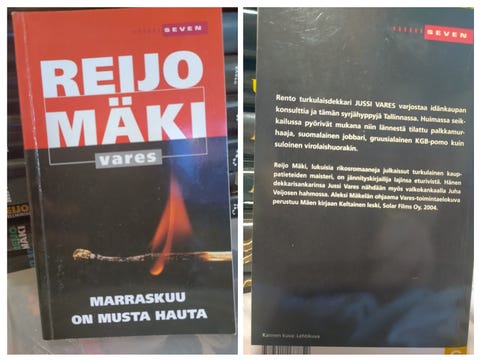 SEVEN
REIJO
MÄKI
vares
MARRASKUU
ON MUSTA HAUTA
REIJO
MÄKI
SEVEN
Rento turkulaisdekkari JUSSI VARES varjostaa idänkaupan
konsulttia ja tämän syrjähyppyjä Tallinnassa. Huimassa seik-
kailussa pyörivät mukana niin lännestä tilattu palkkamur-
haaja, suomalainen jobbari, gruusialainen KGB-pomo kuin
suloinen virolaishuorakin.
Reijo Mäki, lukuisia rikosromaaneja julkaissut turkulainen kaup-
patieteiden maisteri, on jännityskirjailija lajinsa eturivistä. Hänen
dekkarisankarinsa Jussi Vares nähdään myös valkokankaalla Juha
Veijosen hahmossa. Aleksi Mäkelän ohjaama Vares-toimintaelokuva
perustuu Mäen kirjaan Keltainen leski, Solar Films Oy, 2004.
Kannen kuva: Lehtikuva